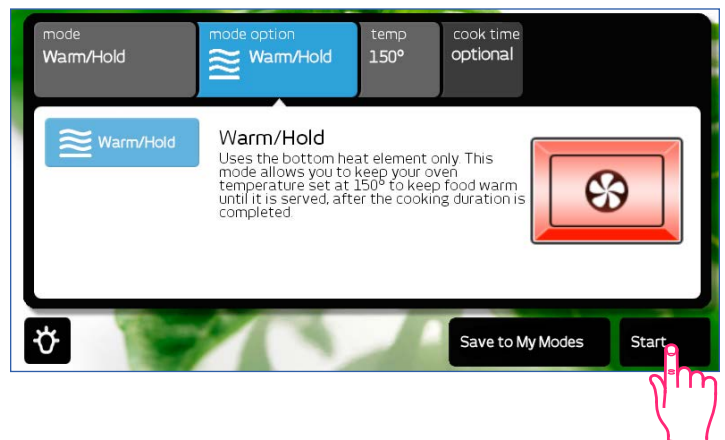 mode mode option temp cook time
Warm/Hold Warm/Hold 150° optional
Warm/Hold
Warm/Hold
Uses the bottom heat element only. This
mode allows you to keep your oven
temperature set at 150° to keep food warm
until it is served, after the cooking duration is
completed.
Save to My Modes Start